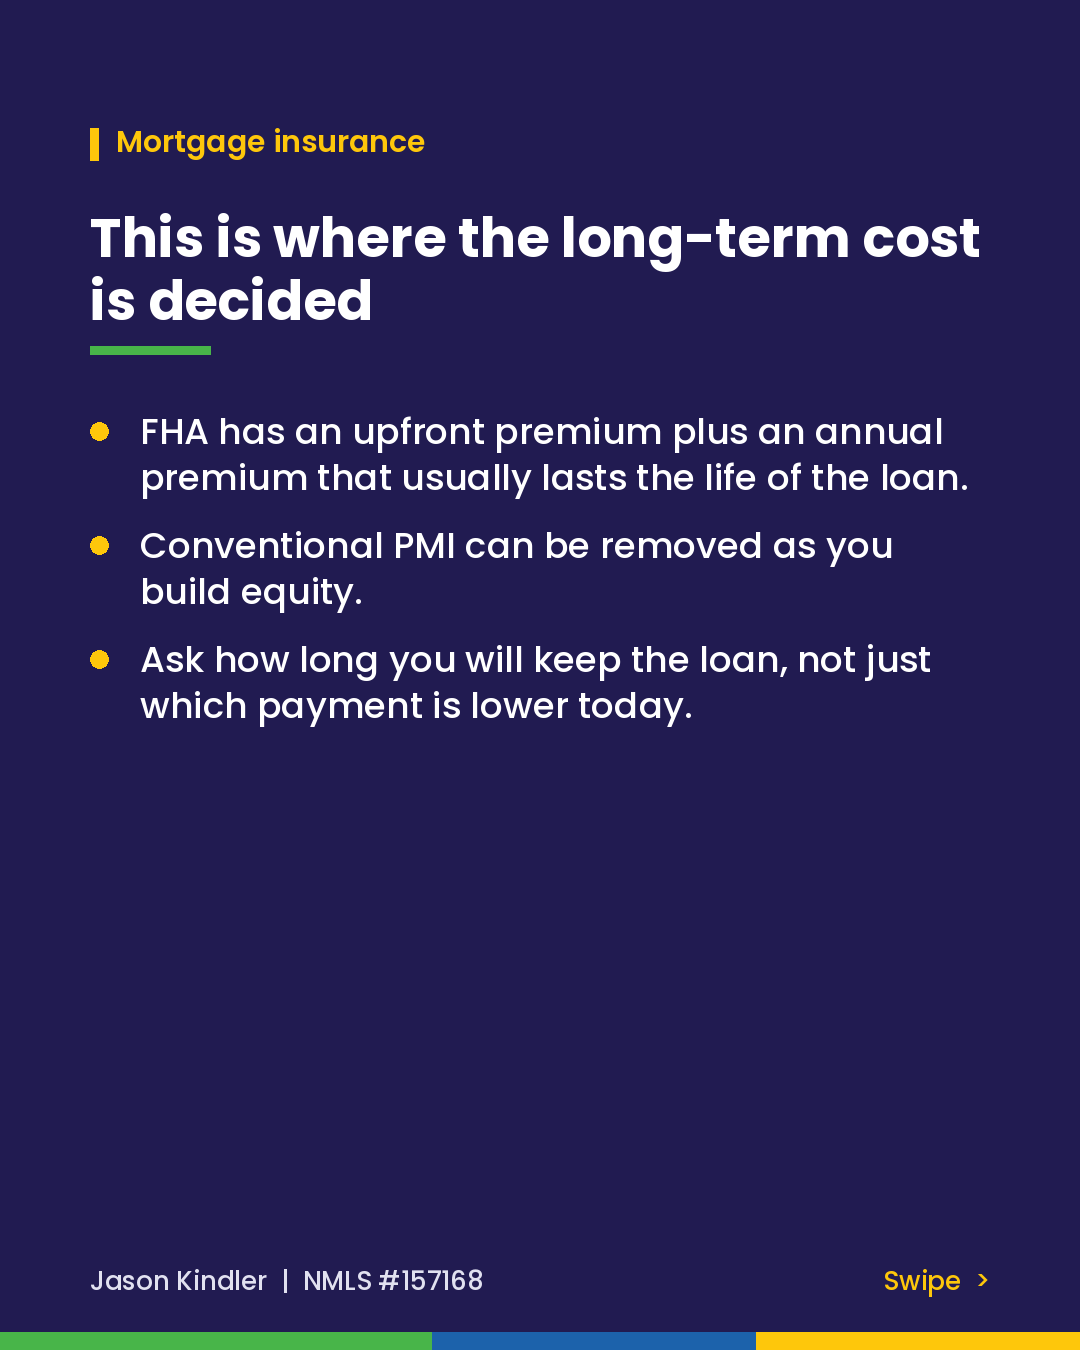 Mortgage insurance
This is where the long-term cost
is decided
FHA has an upfront premium plus an annual
premium that usually lasts the life of the loan.
Conventional PMI can be removed as you
build equity.
Ask how long you will keep the loan, not just
which payment is lower today.
Jason Kindler | NMLS #157168
Swipe >